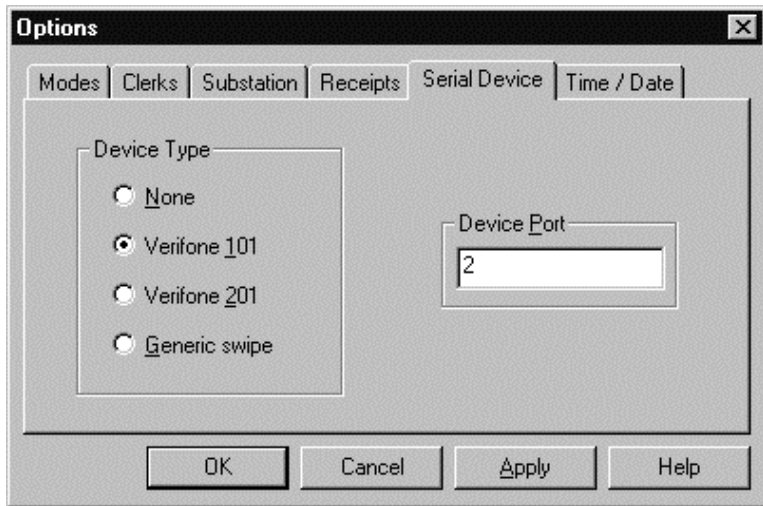 Options
Modes Clerks Substation Receipts Serial Device Time / Date
Device Type
None
Verifone 101
Verifone 201
Generic swipe
Device Port
2
OK Cancel Apply Help